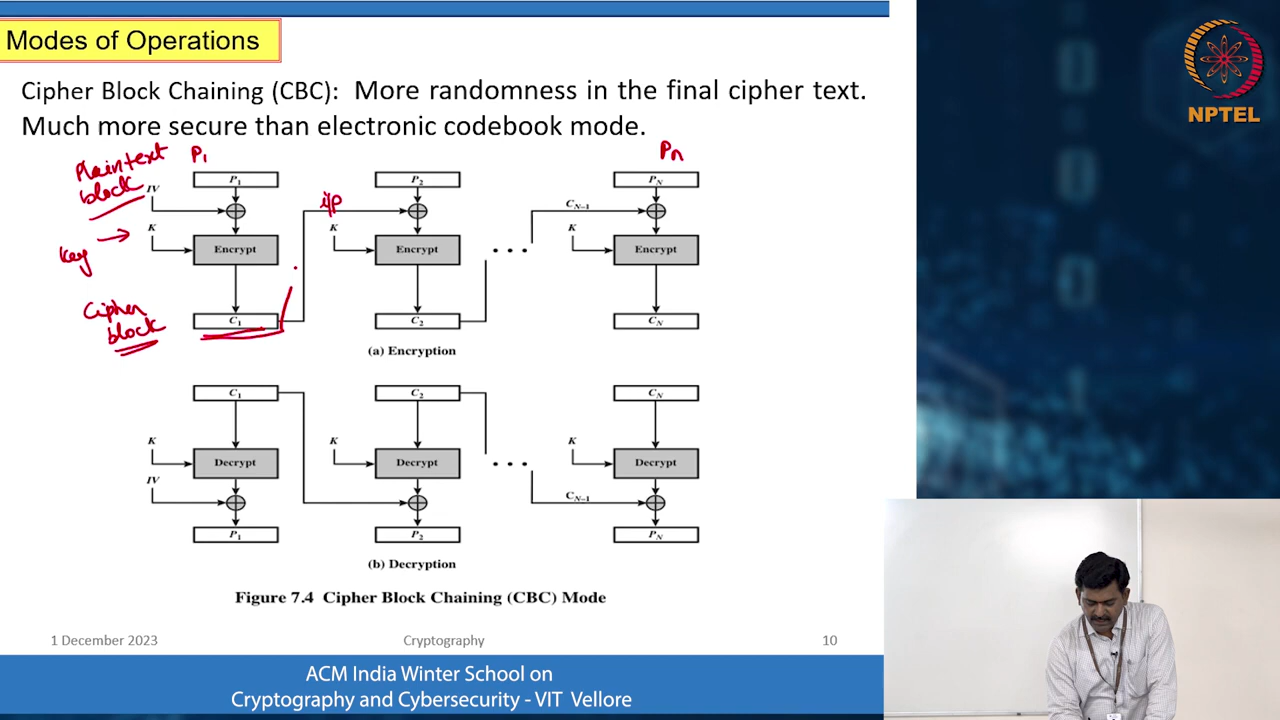 Modes of Operations
NPTEL
Cipher Block Chaining (CBC): More randomness in the final cipher text.
Much more secure than electronic codebook mode.
Plaintext
block
P1
Pn
P1
P2
PN
IV
i/p
CN–1
K
K
K
key
Encrypt
Encrypt
• • •
Encrypt
Cipher
block
C1
C2
CN
(a) Encryption
C1
C2
CN
K
K
K
Decrypt
Decrypt
• • •
Decrypt
IV
CN–1
P1
P2
PN
(b) Decryption
Figure 7.4 Cipher Block Chaining (CBC) Mode
1 December 2023
Cryptography
10
ACM India Winter School on
Cryptography and Cybersecurity - VIT Vellore